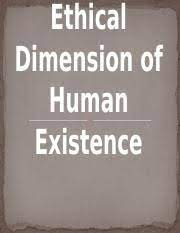 Ethical
Dimension of
Human
Existence